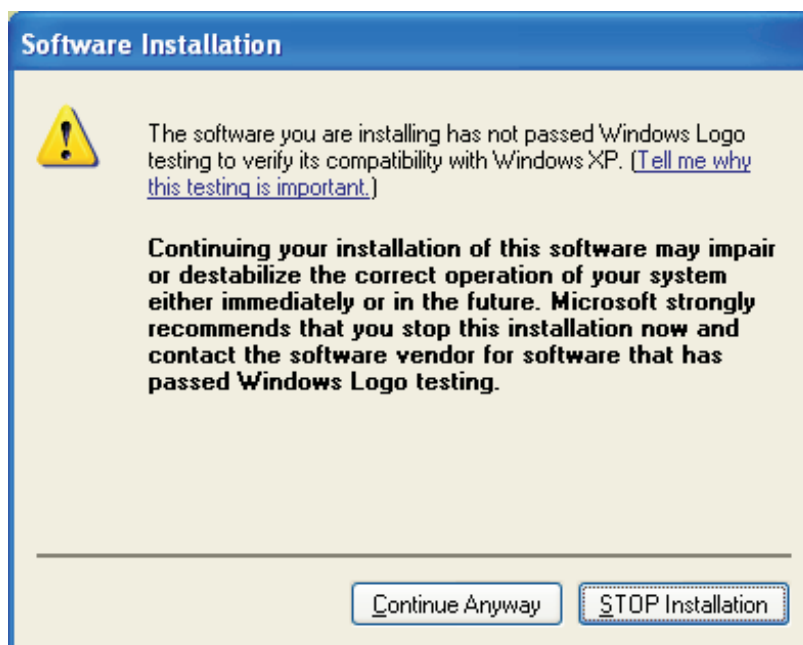 Software Installation
The software you are installing has not passed Windows Logo
testing to verify its compatibility with Windows XP. (Tell me why
this testing is important.)
Continuing your installation of this software may impair
or destabilize the correct operation of your system
either immediately or in the future. Microsoft strongly
recommends that you stop this installation now and
contact the software vendor for software that has
passed Windows Logo testing.
Continue Anyway STOP Installation